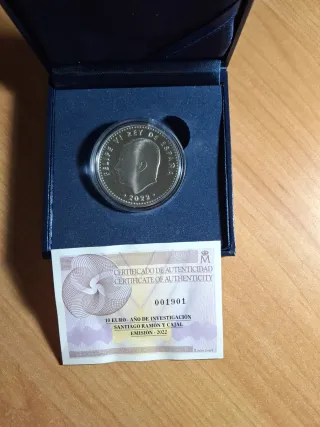 FELIPE VI REY DE ESPAÑA
· 2022 ·
M
CERTIFICADO DE AUTENTICIDAD
CERTIFICATE OF AUTHENTICITY
001901
10 EURO - AÑO DE INVESTIGACIÓN
SANTIAGO RAMÓN Y CAJAL
EMISIÓN - 2022